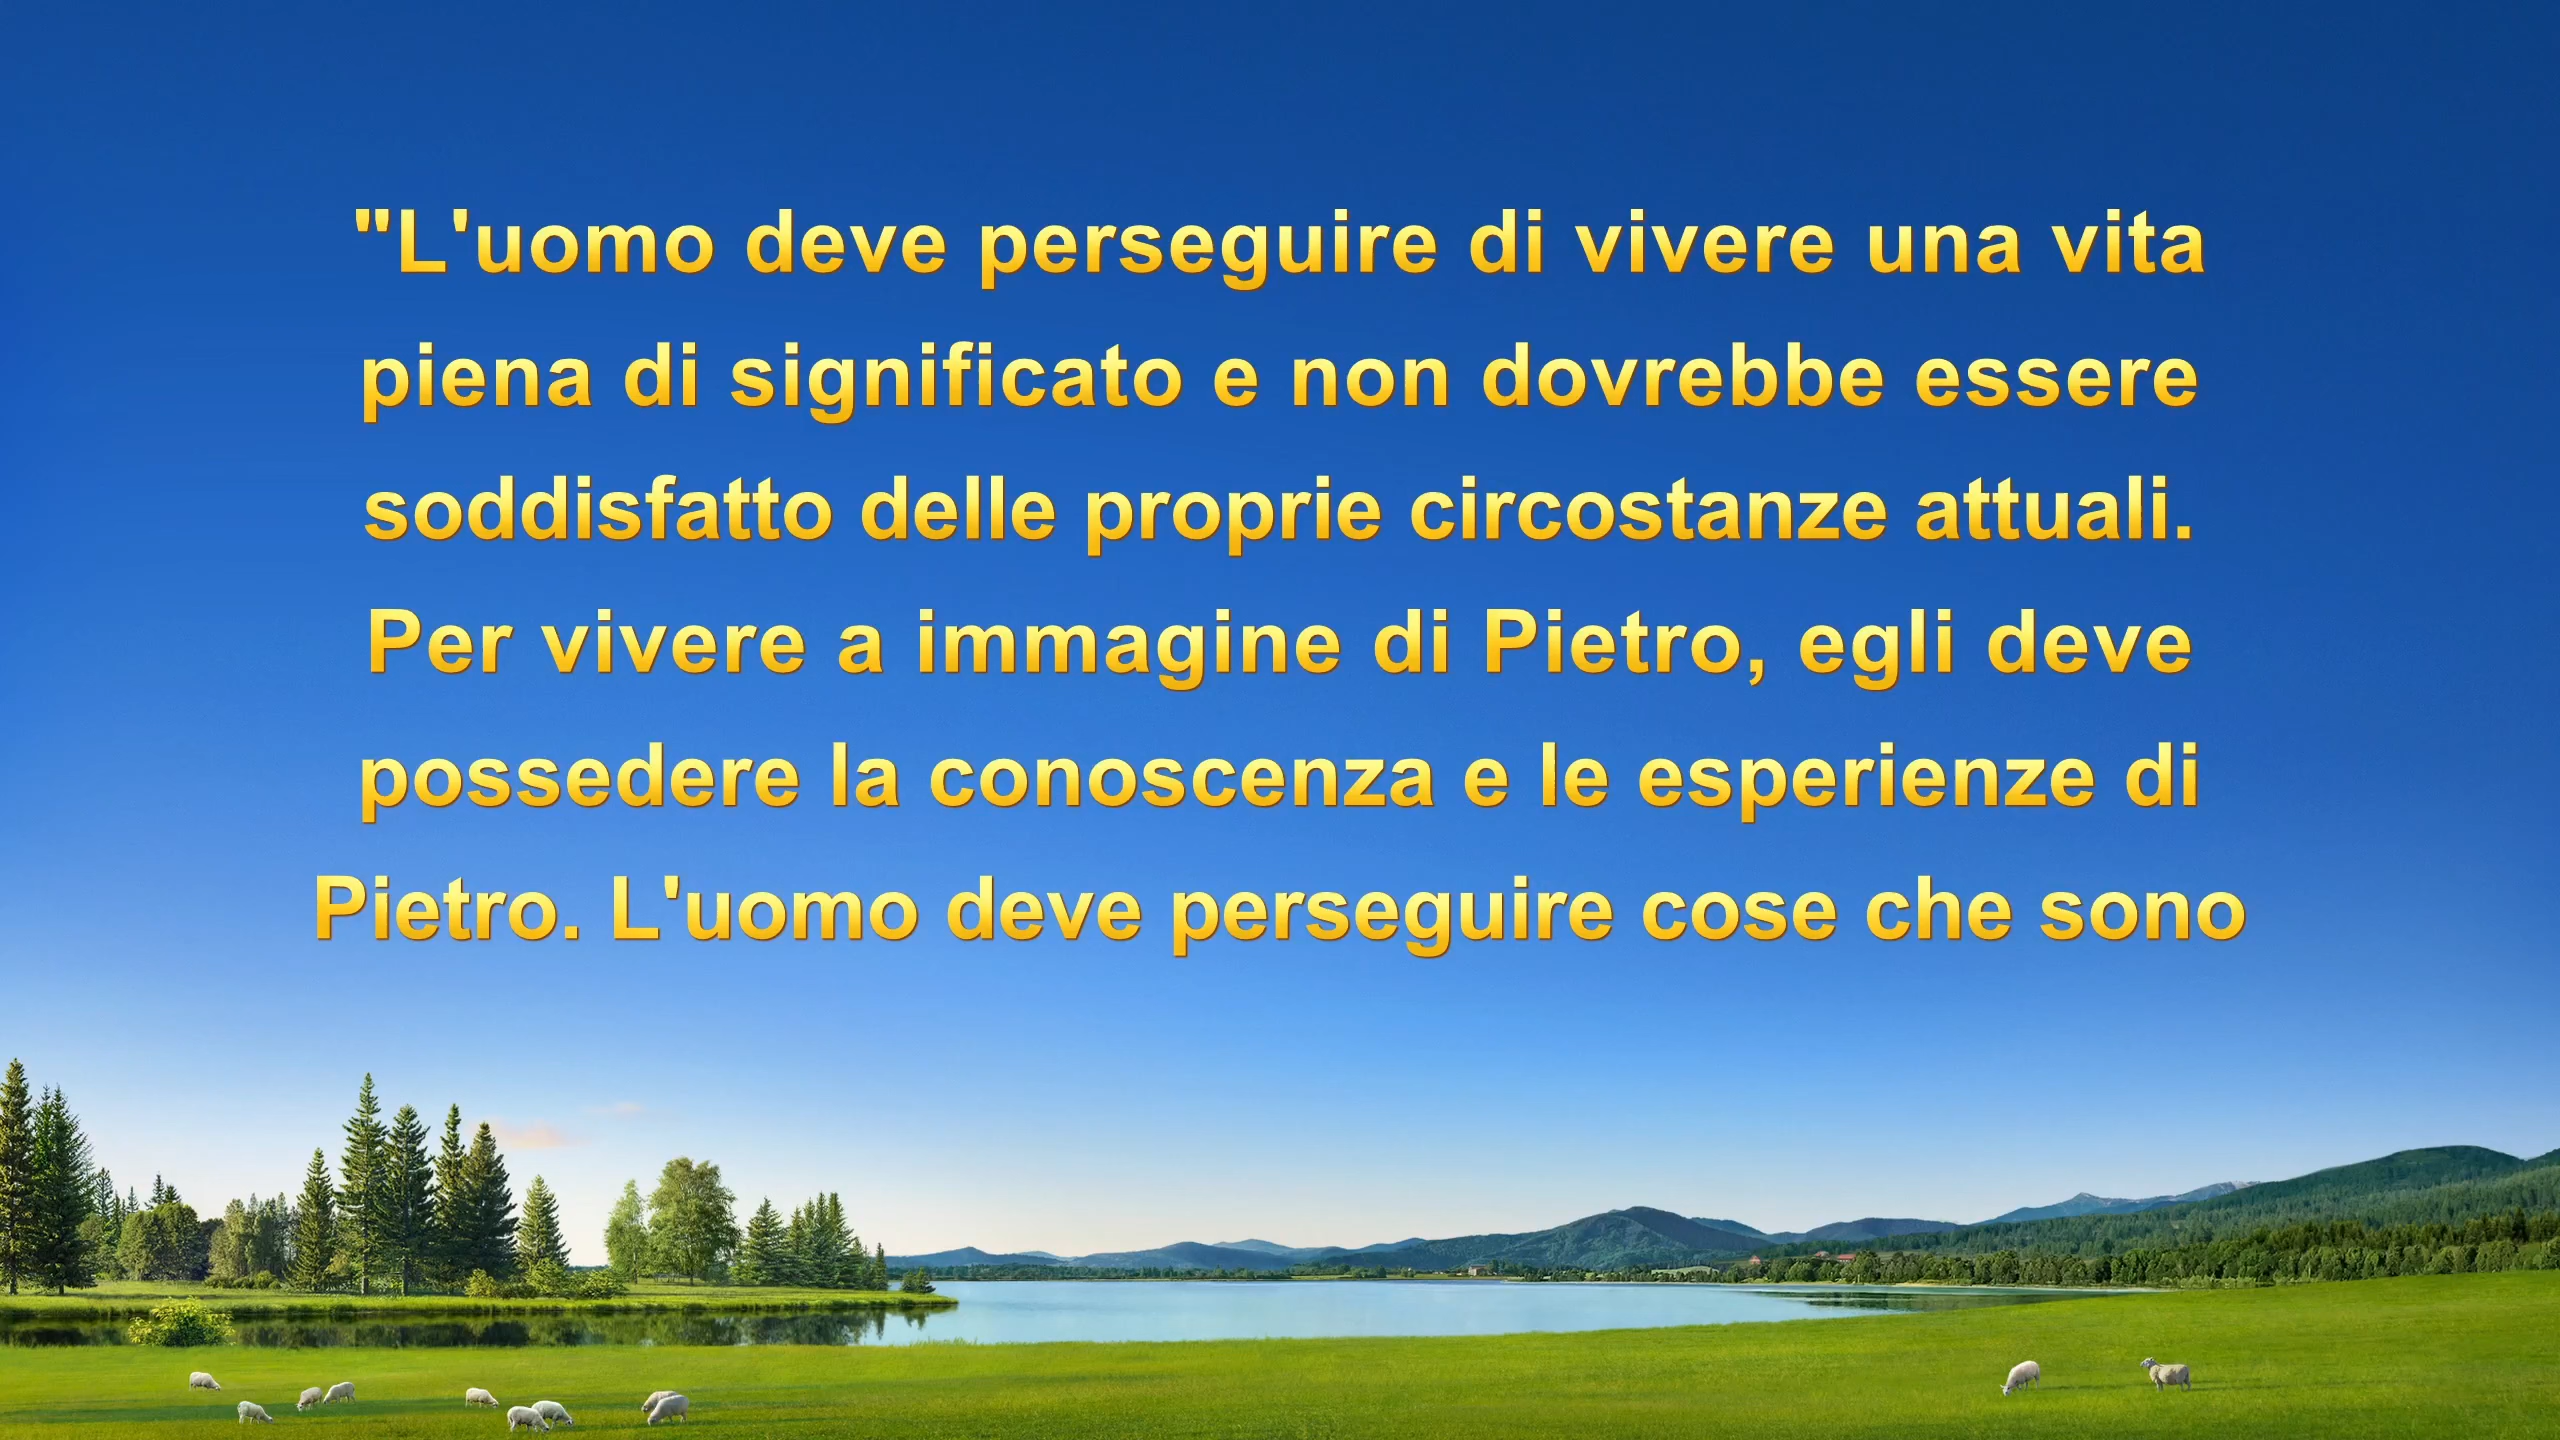 "L'uomo deve perseguire di vivere una vita
piena di significato e non dovrebbe essere
soddisfatto delle proprie circostanze attuali.
Per vivere a immagine di Pietro, egli deve
possedere la conoscenza e le esperienze di
Pietro. L'uomo deve perseguire cose che sono